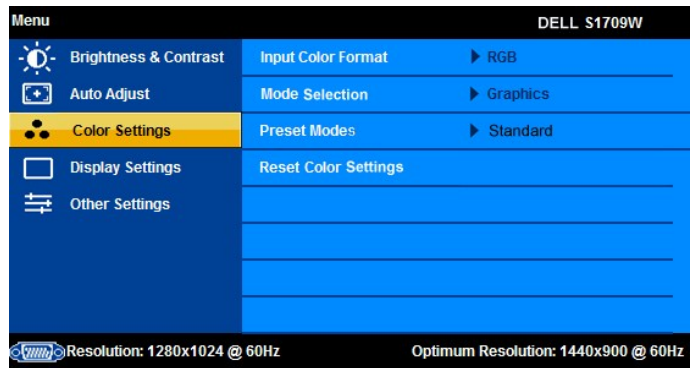 Menu DELL S1709W
Brightness & Contrast Input Color Format RGB
Auto Adjust Mode Selection Graphics
Color Settings Preset Modes Standard
Display Settings Reset Color Settings
Other Settings
Resolution: 1280x1024 @ 60Hz Optimum Resolution: 1440x900 @ 60Hz